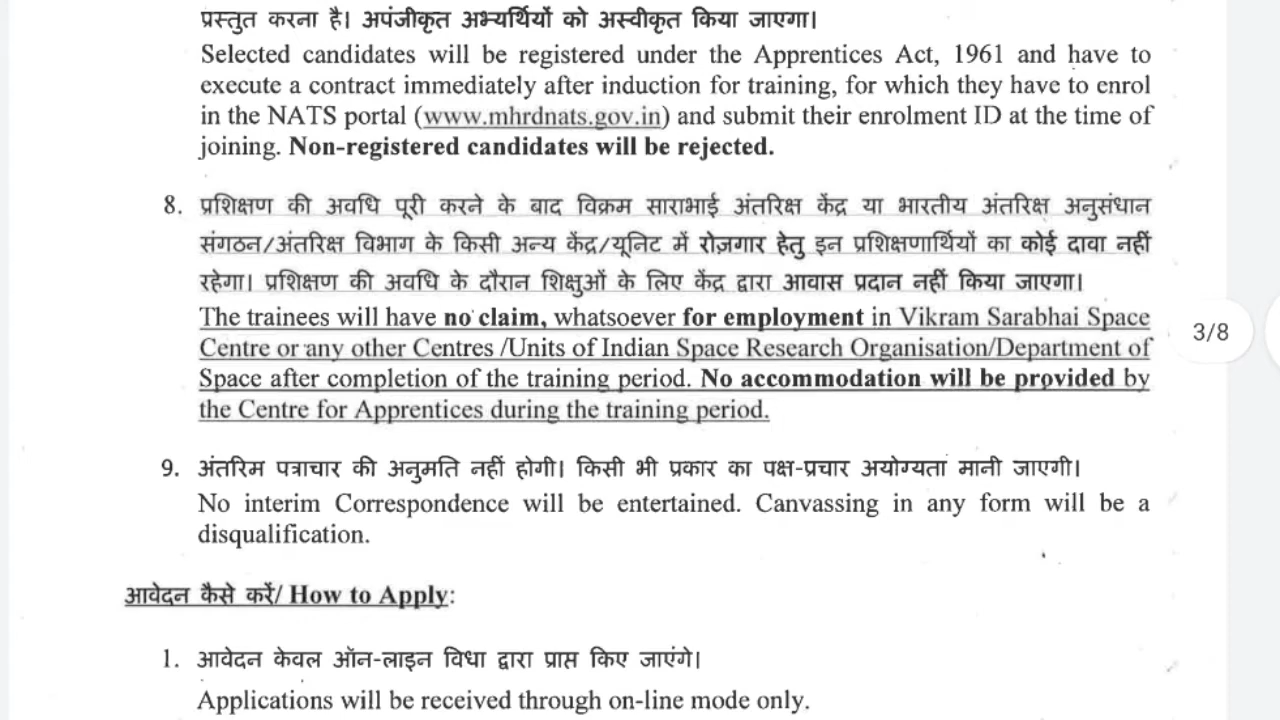 प्रस्तुत करना है। अपंजीकृत अभ्यर्थियों को अस्वीकृत किया जाएगा।
Selected candidates will be registered under the Apprentices Act, 1961 and have to
execute a contract immediately after induction for training, for which they have to enrol
in the NATS portal (www.mhrdnats.gov.in) and submit their enrolment ID at the time of
joining. Non-registered candidates will be rejected.
8. प्रशिक्षण की अवधि पूरी करने के बाद विक्रम साराभाई अंतरिक्ष केंद्र या भारतीय अंतरिक्ष अनुसंधान
संगठन/अंतरिक्ष विभाग के किसी अन्य केंद्र/यूनिट में रोज़गार हेतु इन प्रशिक्षणार्थियों का कोई दावा नहीं
रहेगा। प्रशिक्षण की अवधि के दौरान शिक्षुओं के लिए केंद्र द्वारा आवास प्रदान नहीं किया जाएगा।
The trainees will have no claim, whatsoever for employment in Vikram Sarabhai Space
Centre or any other Centres /Units of Indian Space Research Organisation/Department of
Space after completion of the training period. No accommodation will be provided by
the Centre for Apprentices during the training period.
3/8
9. अंतरिम पत्राचार की अनुमति नहीं होगी। किसी भी प्रकार का पक्ष-प्रचार अयोग्यता मानी जाएगी।
No interim Correspondence will be entertained. Canvassing in any form will be a
disqualification.
आवेदन कैसे करें/ How to Apply:
1. आवेदन केवल ऑन-लाइन विधा द्वारा प्राप्त किए जाएंगे।
Applications will be received through on-line mode only.